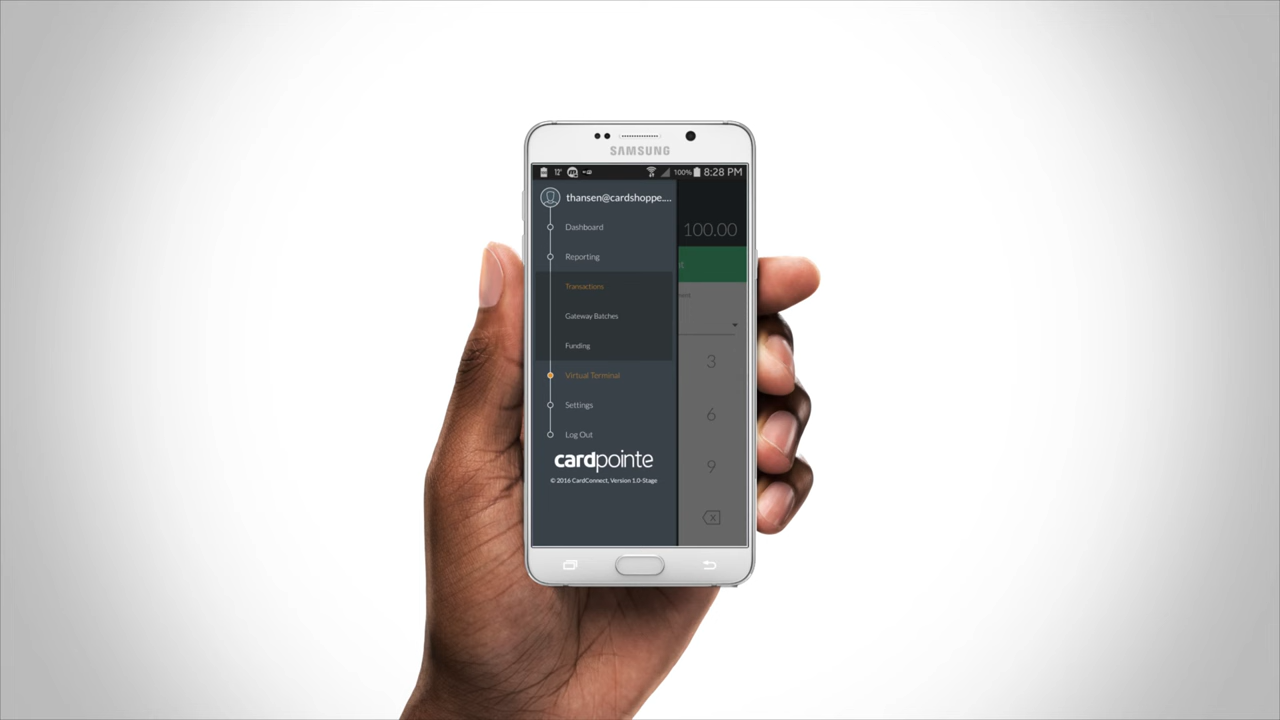 SAMSUNG
12°
100% 8:28 PM
thansen@cardshoppe....
Dashboard
100.00
Reporting
Transactions
Gateway Batches
Funding
3
Virtual Terminal
Settings
6
Log Out
cardpointe
9
© 2016 CardConnect, Version 1.0-Stage
X